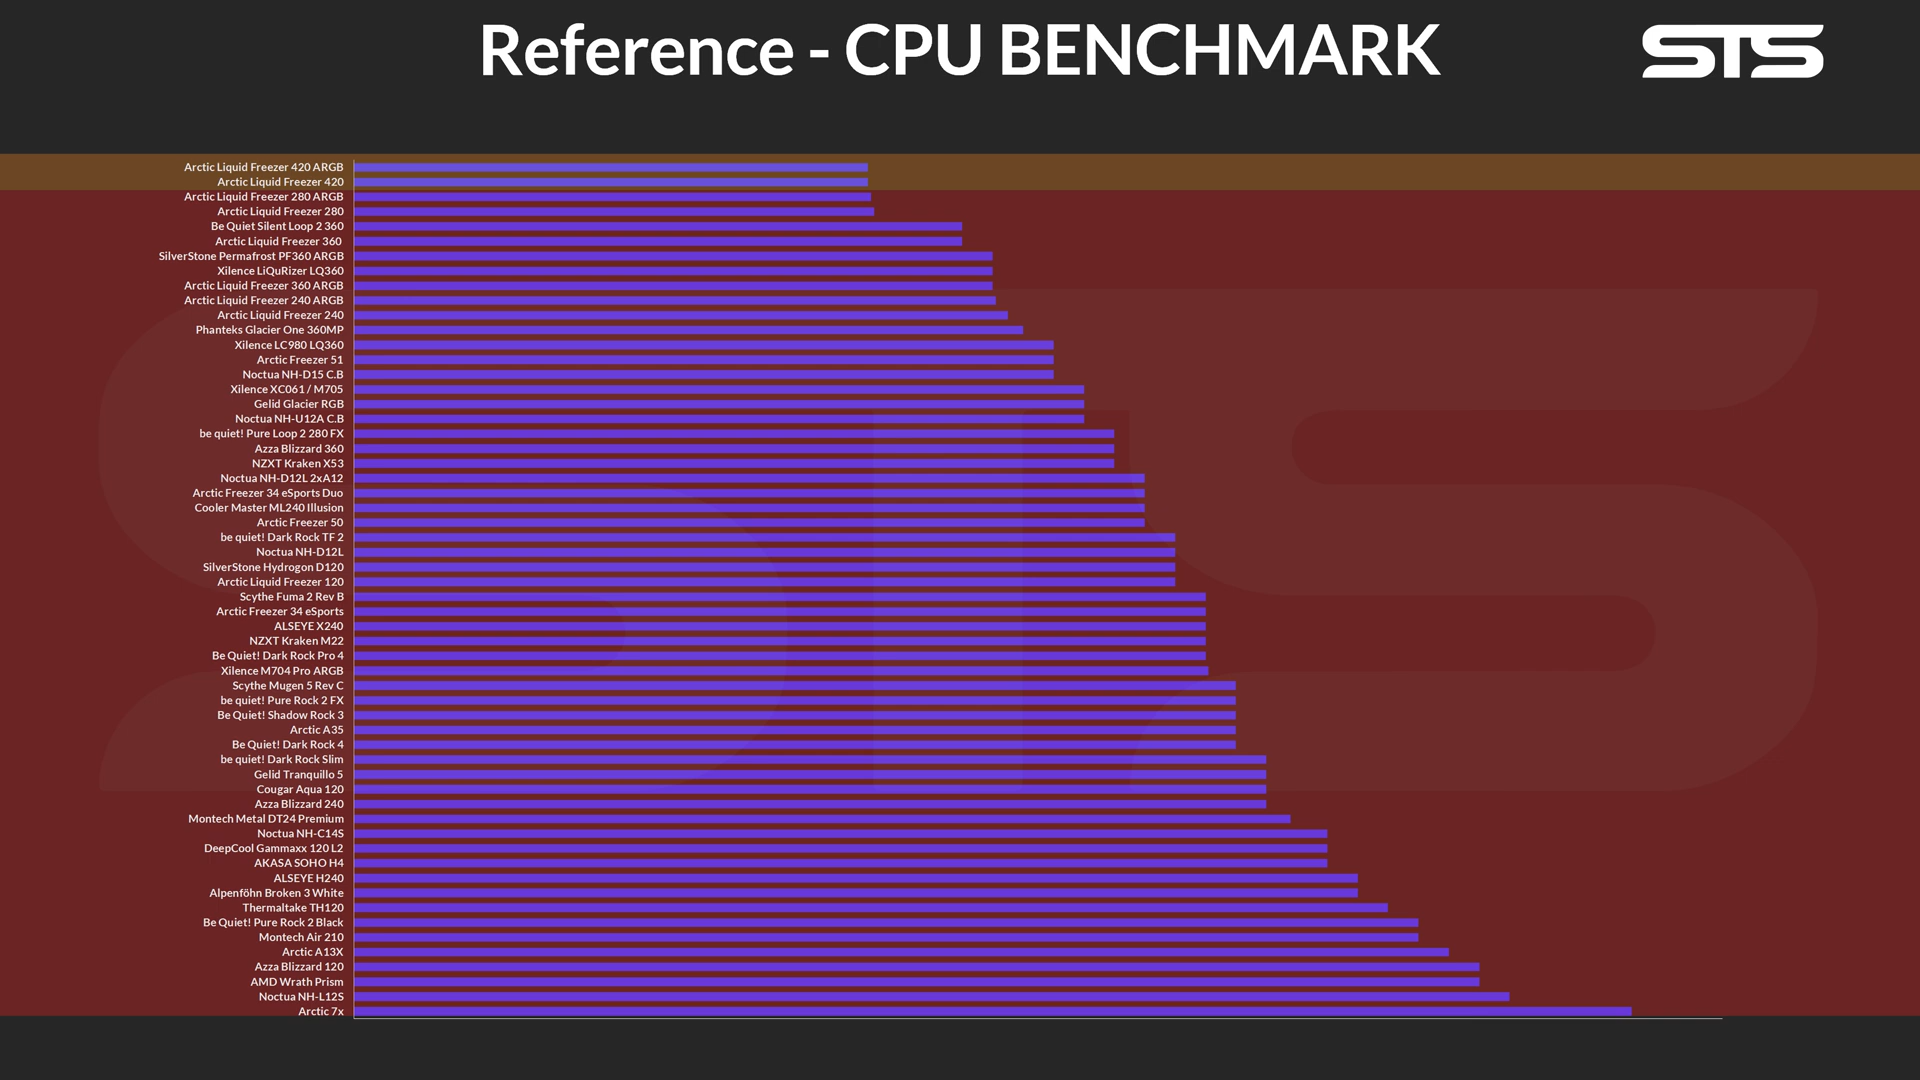 Reference - CPU BENCHMARK
STS
Arctic Liquid Freezer 420 ARGB
Arctic Liquid Freezer 420
Arctic Liquid Freezer 280 ARGB
Arctic Liquid Freezer 280
Be Quiet Silent Loop 2 360
Arctic Liquid Freezer 360
SilverStone Permafrost PF360 ARGB
Xilence LiQuRizer LQ360
Arctic Liquid Freezer 360 ARGB
Arctic Liquid Freezer 240 ARGB
Arctic Liquid Freezer 240
Phanteks Glacier One 360MP
Xilence LC980 LQ360
Arctic Freezer 51
Noctua NH-D15 C.B
Xilence XC061 / M705
Gelid Glacier RGB
Noctua NH-U12A C.B
be quiet! Pure Loop 2 280 FX
Azza Blizzard 360
NZXT Kraken X53
Noctua NH-D12L 2xA12
Arctic Freezer 34 eSports Duo
Cooler Master ML240 Illusion
Arctic Freezer 50
be quiet! Dark Rock TF 2
Noctua NH-D12L
SilverStone Hydrogon D120
Arctic Liquid Freezer 120
Scythe Fuma 2 Rev B
Arctic Freezer 34 eSports
ALSEYE X240
NZXT Kraken M22
Be Quiet! Dark Rock Pro 4
Xilence M704 Pro ARGB
Scythe Mugen 5 Rev C
be quiet! Pure Rock 2 FX
Be Quiet! Shadow Rock 3
Arctic A35
Be Quiet! Dark Rock 4
be quiet! Dark Rock Slim
Gelid Tranquillo 5
Cougar Aqua 120
Azza Blizzard 240
Montech Metal DT24 Premium
Noctua NH-C14S
DeepCool Gammaxx 120 L2
AKASA SOHO H4
ALSEYE H240
Alpenföhn Broken 3 White
Thermaltake TH120
Be Quiet! Pure Rock 2 Black
Montech Air 210
Arctic A13X
Azza Blizzard 120
AMD Wrath Prism
Noctua NH-L12S
Arctic 7x